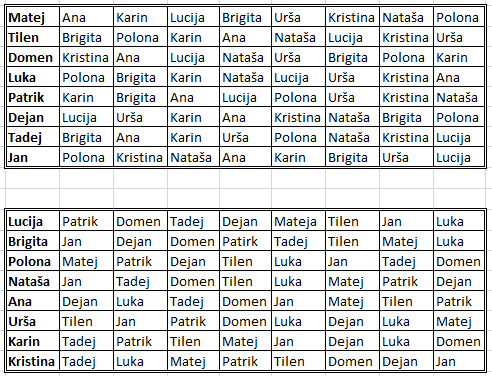 Matej Ana Karin Lucija Brigita Urša Kristina Nataša Polona
Tilen Brigita Polona Karin Ana Nataša Lucija Kristina Urša
Domen Kristina Ana Lucija Nataša Urša Brigita Polona Karin
Luka Polona Brigita Karin Nataša Lucija Urša Kristina Ana
Patrik Karin Brigita Ana Lucija Polona Urša Kristina Nataša
Dejan Lucija Urša Karin Ana Kristina Nataša Brigita Polona
Tadej Brigita Ana Karin Urša Polona Nataša Kristina Lucija
Jan Polona Kristina Nataša Ana Karin Brigita Urša Lucija
Lucija Patrik Domen Tadej Dejan Mateja Tilen Jan Luka
Brigita Jan Dejan Domen Patirk Tadej Tilen Matej Luka
Polona Matej Patrik Dejan Tilen Luka Jan Tadej Domen
Nataša Jan Tadej Domen Tilen Luka Matej Patrik Dejan
Ana Dejan Luka Tadej Domen Jan Matej Tilen Patrik
Urša Tilen Jan Patrik Domen Luka Dejan Luka Matej
Karin Tadej Patrik Tilen Matej Jan Dejan Luka Domen
Kristina Tadej Luka Matej Patrik Tilen Domen Dejan Jan